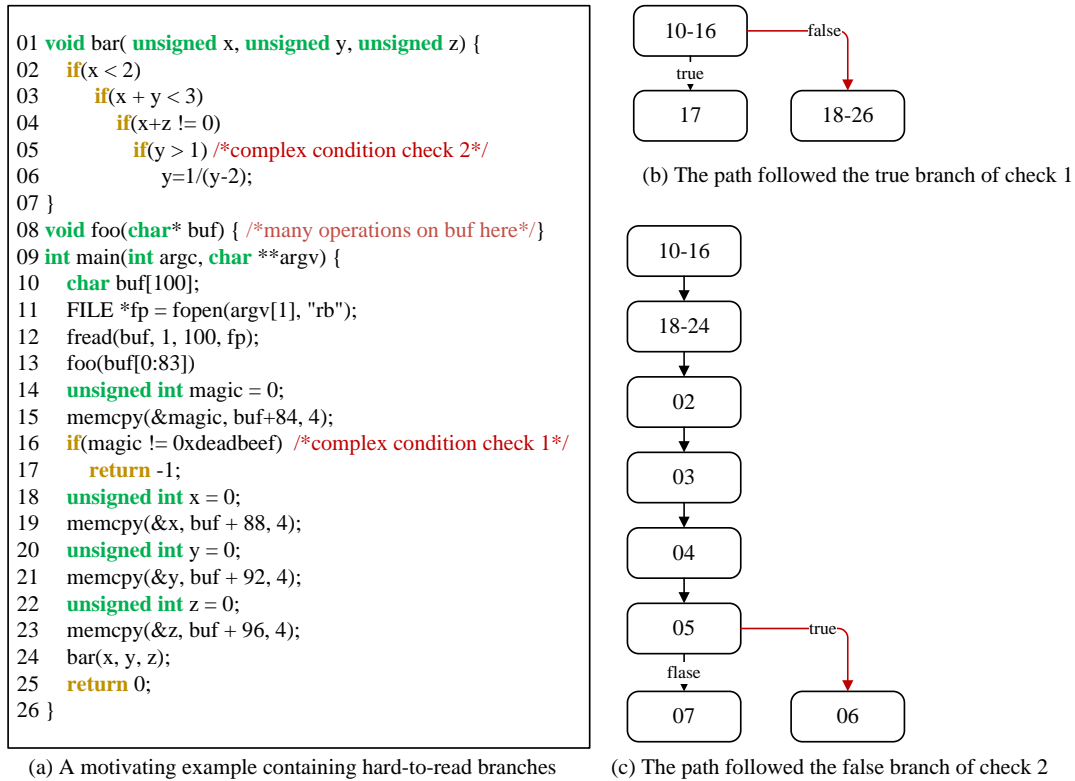 01 void bar( unsigned x, unsigned y, unsigned z) {
02 if(x < 2)
03 if(x + y < 3)
04 if(x+z != 0)
05 if(y > 1) /*complex condition check 2*/
06 y=1/(y-2);
07 }
08 void foo(char* buf) { /*many operations on buf here*/}
09 int main(int argc, char **argv) {
10 char buf[100];
11 FILE *fp = fopen(argv[1], "rb");
12 fread(buf, 1, 100, fp);
13 foo(buf[0:83])
14 unsigned int magic = 0;
15 memcpy(&magic, buf+84, 4);
16 if(magic != 0xdeadbeef) /*complex condition check 1*/
17 return -1;
18 unsigned int x = 0;
19 memcpy(&x, buf + 88, 4);
20 unsigned int y = 0;
21 memcpy(&y, buf + 92, 4);
22 unsigned int z = 0;
23 memcpy(&z, buf + 96, 4);
24 bar(x, y, z);
25 return 0;
26 }
(a) A motivating example containing hard-to-read branches
10-16
false
true
17
18-26
(b) The path followed the true branch of check 1
10-16
18-24
02
03
04
05
true
flase
07
06
(c) The path followed the false branch of check 2